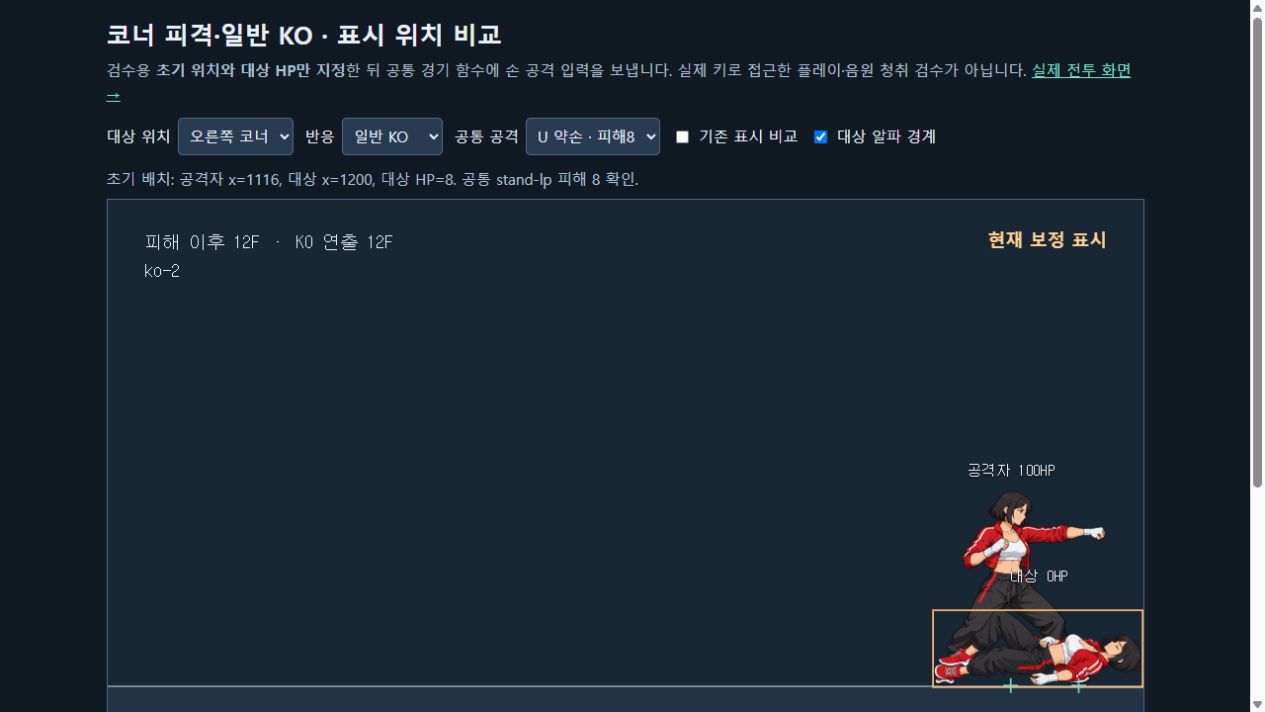 코너 피격·일반 KO · 표시 위치 비교
검수용 초기 위치와 대상 HP만 지정한 뒤 공통 경기 함수에 손 공격 입력을 보냅니다. 실제 키로 접근한 플레이·음원 청취 검수가 아닙니다. 실제 전투 화면
→
대상 위치 오른쪽 코너 반응 일반 KO 공통 공격 U 약손 · 피해8 기존 표시 비교 대상 알파 경계
초기 배치: 공격자 x=1116, 대상 x=1200, 대상 HP=8. 공통 stand-lp 피해 8 확인.
피해 이후 12F · KO 연출 12F
현재 보정 표시
ko-2
공격자 100HP
대상 0HP